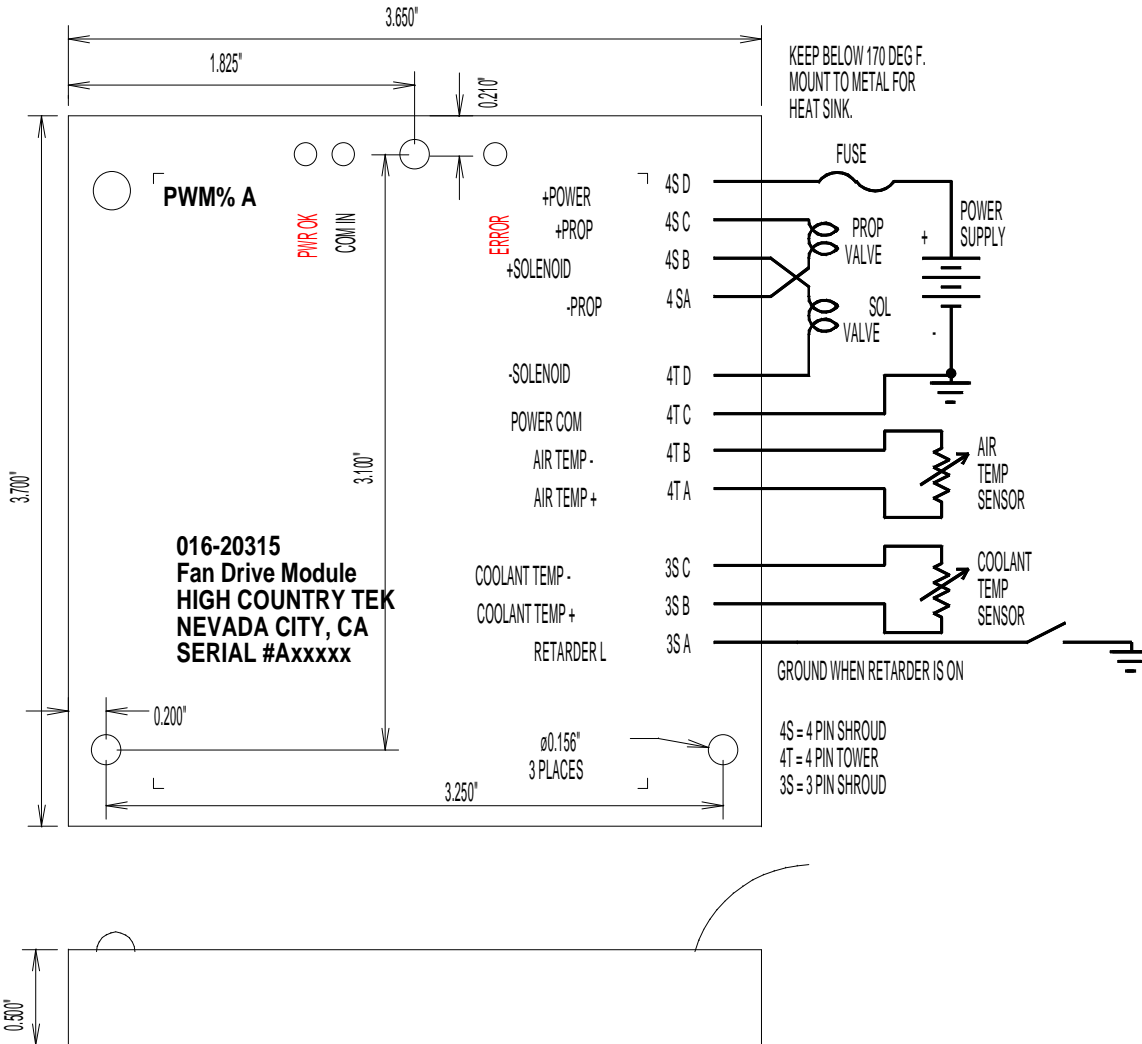 3.650"
1.825"
0.210"
KEEP BELOW 170 DEG F.
MOUNT TO METAL FOR
HEAT SINK.
FUSE
PWM% A
PWR OK
COM IN
ERROR
+POWER
4S D
+PROP
4S C
+SOLENOID
4S B
-PROP
4 SA
PROP
VALVE
+
POWER
SUPPLY
SOL
VALVE
-
-SOLENOID
4T D
POWER COM
4T C
AIR TEMP -
4T B
AIR TEMP +
4T A
AIR
TEMP
SENSOR
3.700"
3.100"
016-20315
Fan Drive Module
HIGH COUNTRY TEK
NEVADA CITY, CA
SERIAL #Axxxxx
COOLANT TEMP -
3S C
COOLANT TEMP +
3S B
RETARDER L
3S A
COOLANT
TEMP
SENSOR
GROUND WHEN RETARDER IS ON
0.200"
ø0.156"
3 PLACES
4S = 4 PIN SHROUD
4T = 4 PIN TOWER
3S = 3 PIN SHROUD
3.250"
0.500"